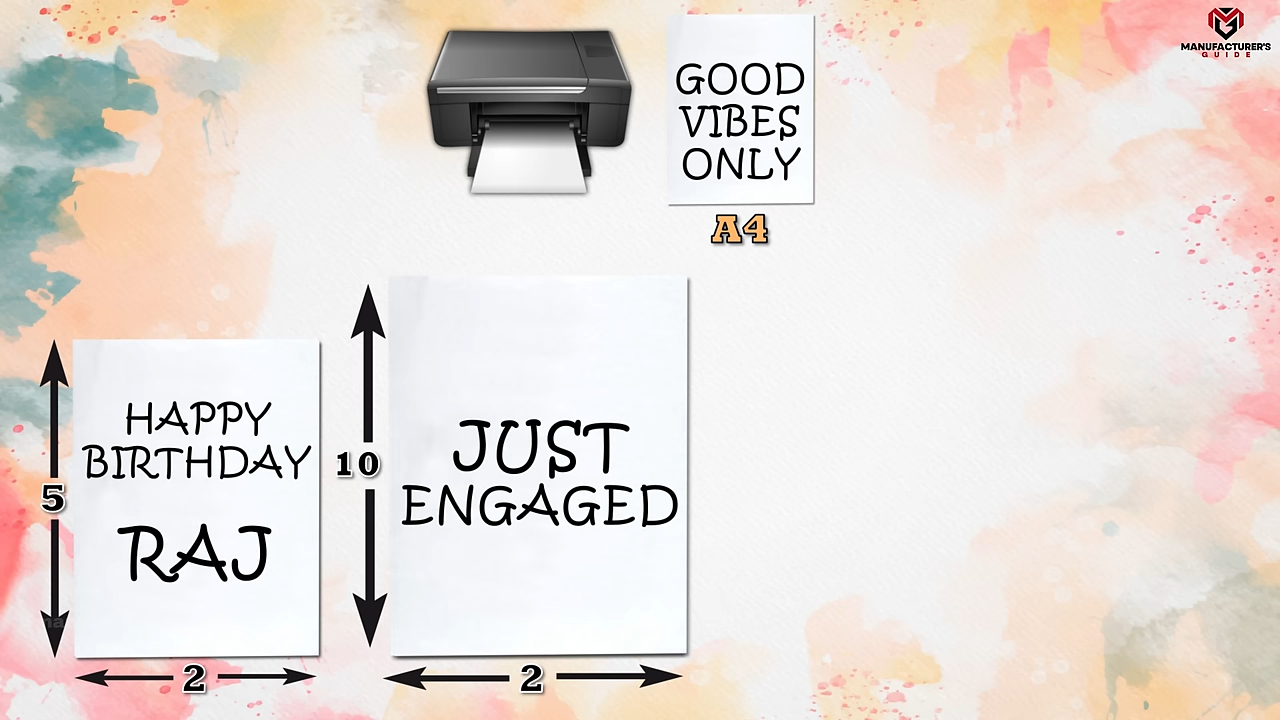 MANUFACTURER'S
GUIDE
GOOD
VIBES
ONLY
A4
HAPPY
BIRTHDAY
RAJ
5
2
JUST
ENGAGED
10
2